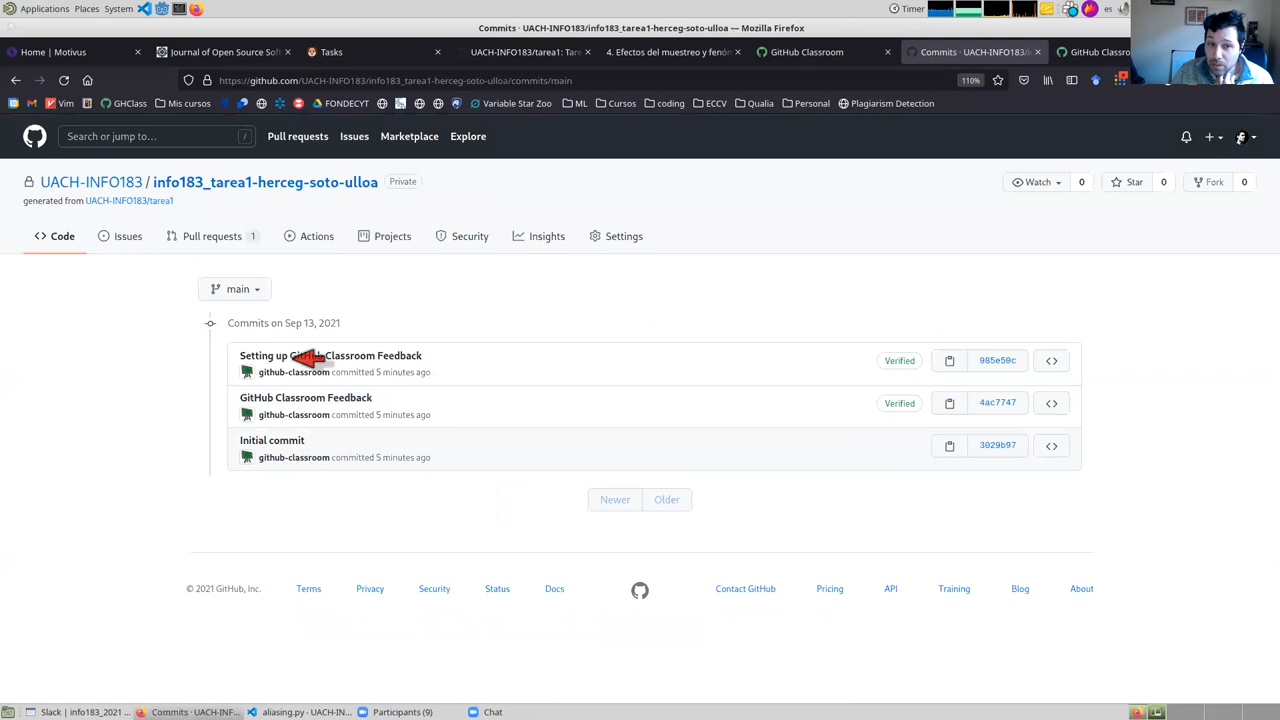 Applications Places System
Timer
es
Commits · UACH-INFO183/info183_tarea1-herceg-soto-ulloa — Mozilla Firefox
Home | Motivus
Journal of Open Source Soft
Tasks
UACH-INFO183/tarea1: Ten
4. Efectos del muestreo y fenóm
GitHub Classroom
Commits · UACH-INFO183/in
GitHub Classro
https://github.com/UACH-INFO183/info183_tarea1-herceg-soto-ulloa/commits/main
110%
Vim
GHClass
Mis cursos
FONDECYT
Variable Star Zoo
ML
Cursos
coding
ECCV
Qualia
Personal
Plagiarism Detection
Search or jump to…
/
Pull requests
Issues
Marketplace
Explore
UACH-INFO183 / info183_tarea1-herceg-soto-ulloa
Private
Watch
0
Star
0
Fork
0
generated from UACH-INFO183/tarea1
Code
Issues
Pull requests 1
Actions
Projects
Security
Insights
Settings
main
Commits on Sep 13, 2021
Setting up GitHub Classroom Feedback
github-classroom committed 5 minutes ago
Verified
985e50c
GitHub Classroom Feedback
github-classroom committed 5 minutes ago
Verified
4ac7747
Initial commit
github-classroom committed 5 minutes ago
3029b97
Newer
Older
© 2021 GitHub, Inc.
Terms
Privacy
Security
Status
Docs
Contact GitHub
Pricing
API
Training
Blog
About
Slack | info183_2021
Commits · UACH-INF...
aliasing.py - UACH-IN...
Participants (9)
Chat